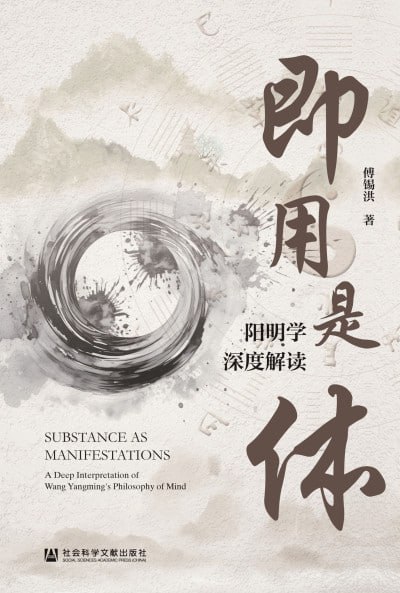 即用是体
傅锡洪 著
阳明学
深度解读
SUBSTANCE AS
MANIFESTATIONS
A Deep Interpretation of
Wang Yangming's Philosophy of Mind
社会科学文献出版社
SOCIAL SCIENCES ACADEMIC PRESS (CHINA)